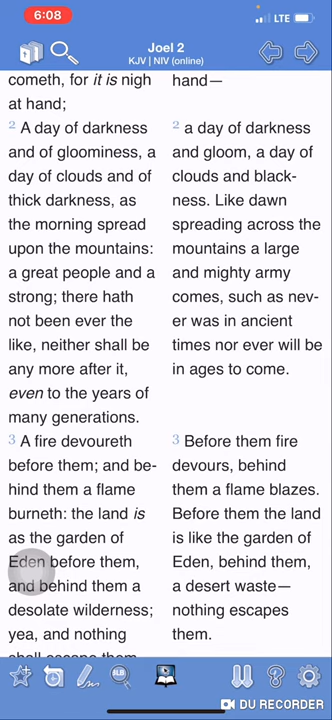 6:08
LTE
Joel 2
KJV | NIV (online)
cometh, for it is nigh
at hand;
2 A day of darkness
and of gloominess, a
day of clouds and of
thick darkness, as
the morning spread
upon the mountains:
a great people and a
strong; there hath
not been ever the
like, neither shall be
any more after it,
even to the years of
many generations.
3 A fire devoureth
before them; and be-
hind them a flame
burneth: the land is
as the garden of
Eden before them,
and behind them a
desolate wilderness;
yea, and nothing
shall escape them.
hand—
2 a day of darkness
and gloom, a day of
clouds and black-
ness. Like dawn
spreading across the
mountains a large
and mighty army
comes, such as nev-
er was in ancient
times nor ever will be
in ages to come.
3 Before them fire
devours, behind
them a flame blazes.
Before them the land
is like the garden of
Eden, behind them,
a desert waste—
nothing escapes
them.
SLB
DU RECORDER